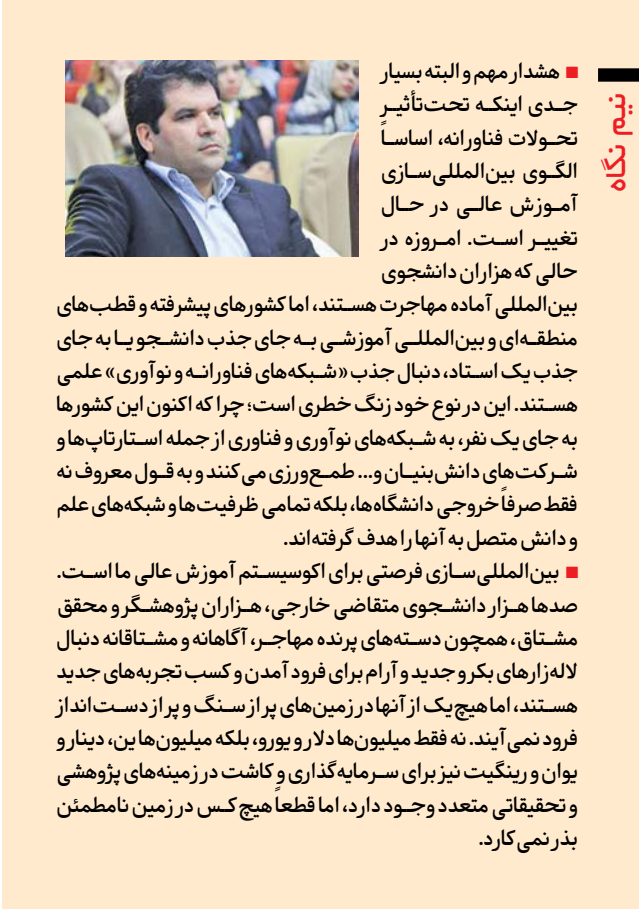 نیم نگاه
هشدار مهم و البته بسیار
جدی اینکه تحت‌تأثیر
تحولات فناورانه، اساساً
الگوی بین‌المللی‌سازی
آموزش عالی در حال
تغییر است. امروزه در
حالی که هزاران دانشجوی
بین‌المللی آماده مهاجرت هستند، اما کشورهای پیشرفته و قطب‌های
منطقه‌ای و بین‌المللی آموزشی به جای جذب دانشجو یا به جای
جذب یک استاد، دنبال جذب «شبکه‌های فناورانه و نوآوری» علمی
هستند. این در نوع خود زنگ خطری است؛ چرا که اکنون این کشورها
به جای یک نفر، به شبکه‌های نوآوری و فناوری از جمله استارتاپ‌ها و
شرکت‌های دانش‌بنیان و... طمع‌ورزی می‌کنند و به قول معروف نه
فقط صرفاً خروجی دانشگاه‌ها، بلکه تمامی ظرفیت‌ها و شبکه‌های علم
و دانش متصل به آنها را هدف گرفته‌اند.
بین‌المللی‌سازی فرصتی برای اکوسیستم آموزش عالی ما است.
صدها هزار دانشجوی متقاضی خارجی، هزاران پژوهشگر و محقق
مشتاق، همچون دسته‌های پرنده مهاجر، آگاهانه و مشتاقانه دنبال
لاله‌زارهای بکر و جدید و آرام برای فرود آمدن و کسب تجربه‌های جدید
هستند، اما هیچ یک از آنها در زمین‌های پر از سنگ و پر از دست‌انداز
فرود نمی‌آیند. نه فقط میلیون‌ها دلار و یورو، بلکه میلیون‌ها ین، دینار و
یوان و رینگیت نیز برای سرمایه‌گذاری و کاشت در زمینه‌های پژوهشی
و تحقیقاتی متعدد وجود دارد، اما قطعاً هیچ کس در زمین نامطمئن
بذر نمی‌کارد.